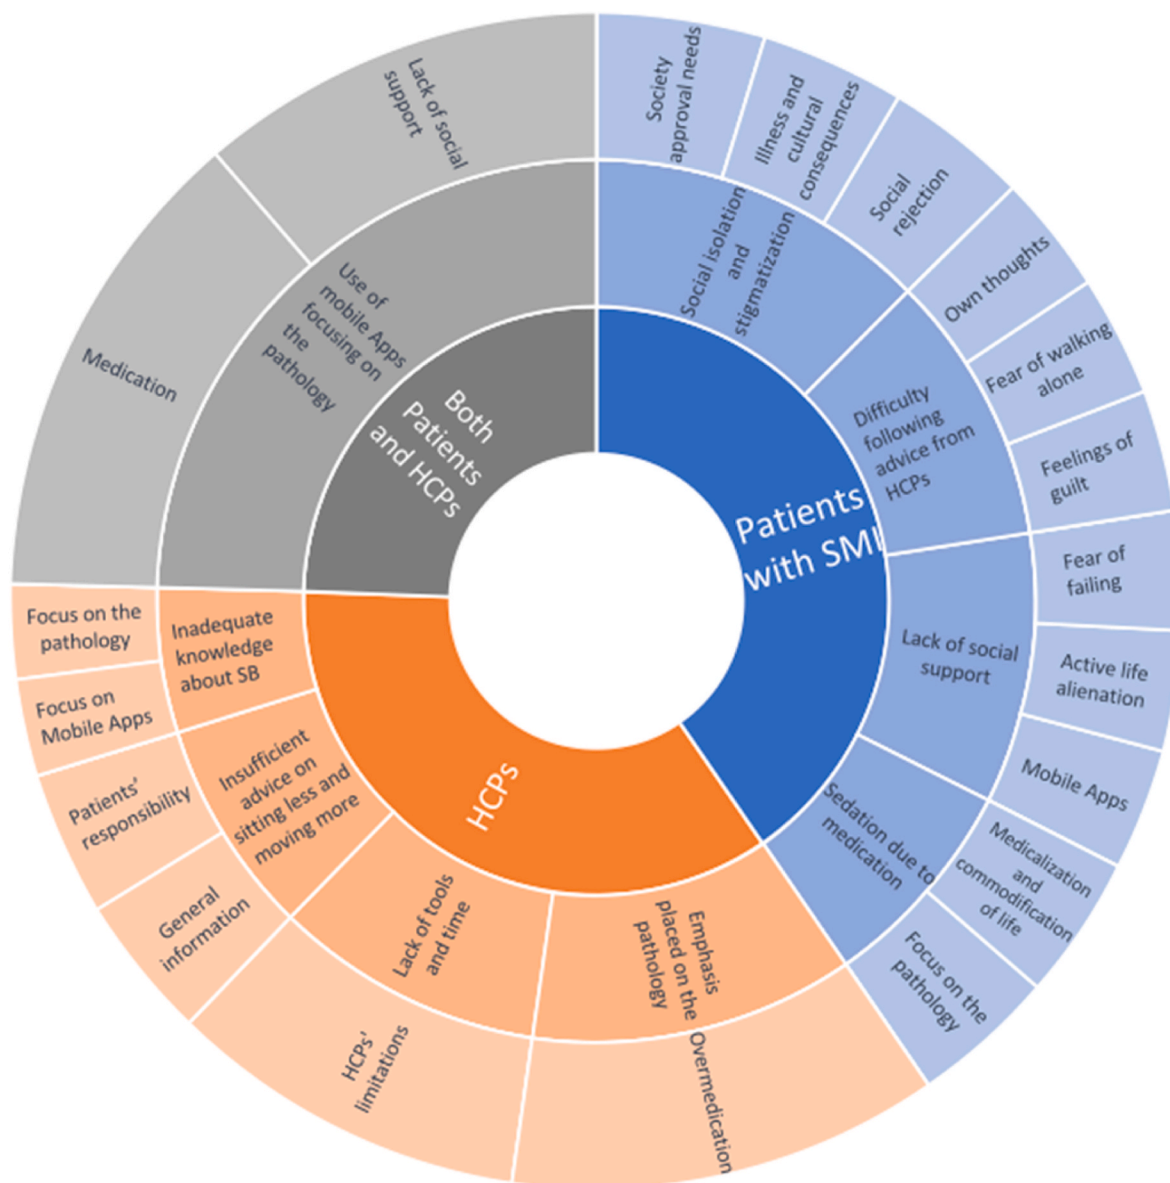 Patients
with SMI
Social isolation
and
stigmatization
Society
approval needs
Illness and
cultural
consequences
Social
rejection
Difficulty
following
advice from
HCPs
Own thoughts
Fear of walking
alone
Feelings of
guilt
Lack of social
support
Fear of
failing
Active life
alienation
Mobile Apps
Sedation due to
medication
Medicalization
and
commodification
of life
Focus on the
pathology
HCPs
Emphasis
placed on the
pathology
Overmedication
Lack of tools
and time
HCPs'
limitations
Insufficient
advice on
sitting less and
moving more
General
information
Patients'
responsibility
Inadequate
knowledge
about SB
Focus on
Mobile Apps
Focus on the
pathology
Both
Patients
and HCPs
Use of
mobile Apps
focusing on
the
pathology
Medication
Lack of social
support